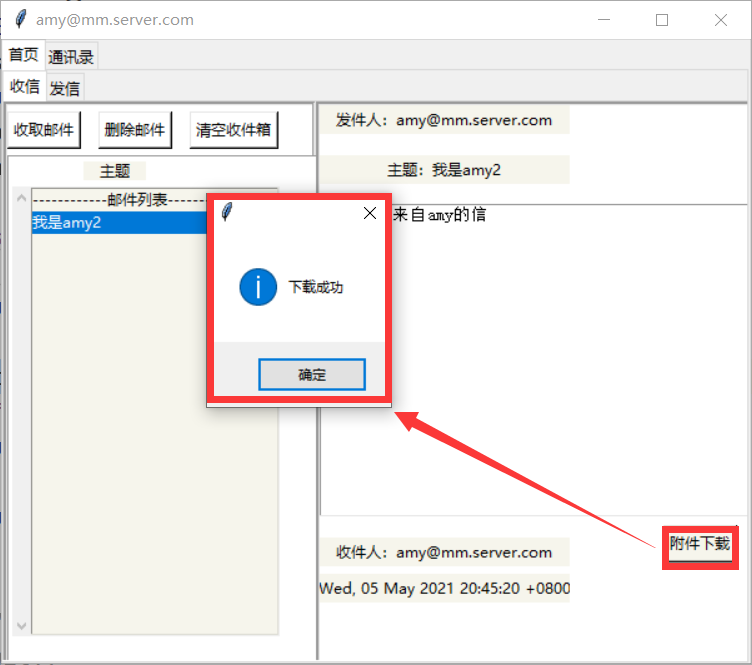 amy@mm.server.com
首页 通讯录
收信 发信
收取邮件 删除邮件 清空收件箱
主题
------------邮件列表-------
我是amy2
发件人：amy@mm.server.com
主题：我是amy2
来自amy的信
下载成功
确定
附件下载
收件人：amy@mm.server.com
Wed, 05 May 2021 20:45:20 +0800